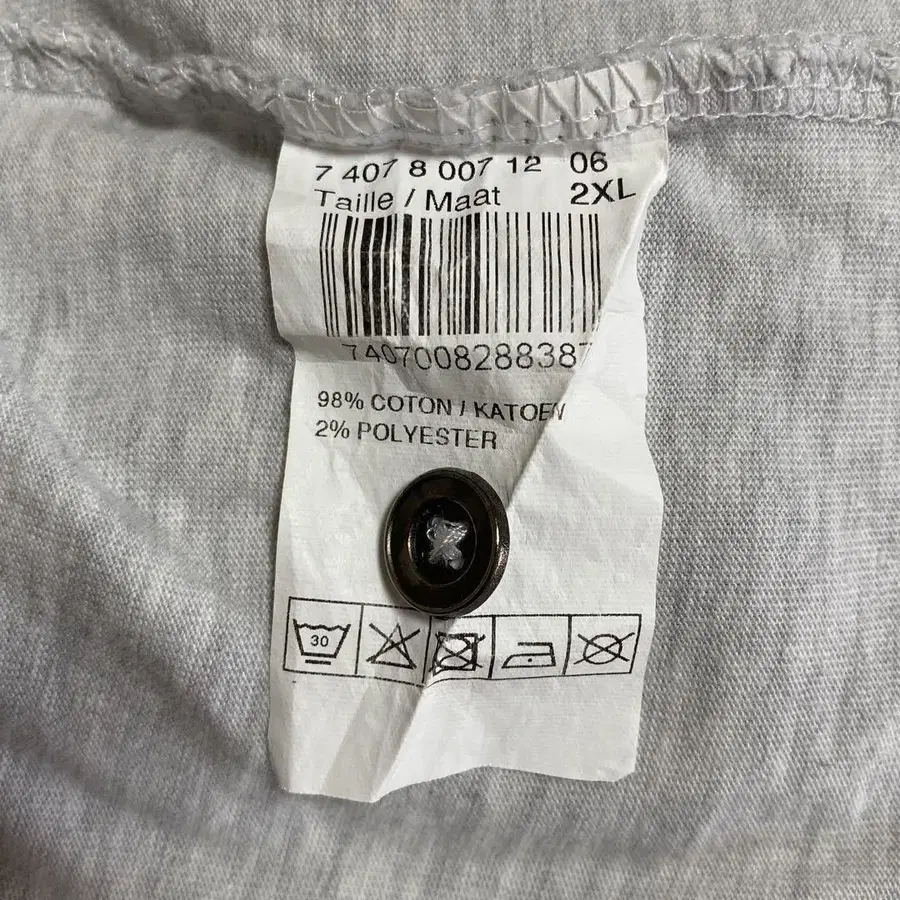 7 407 8 007 12 06
Taille / Maat 2XL
7407008288387
98% COTON / KATOEN
2% POLYESTER
30